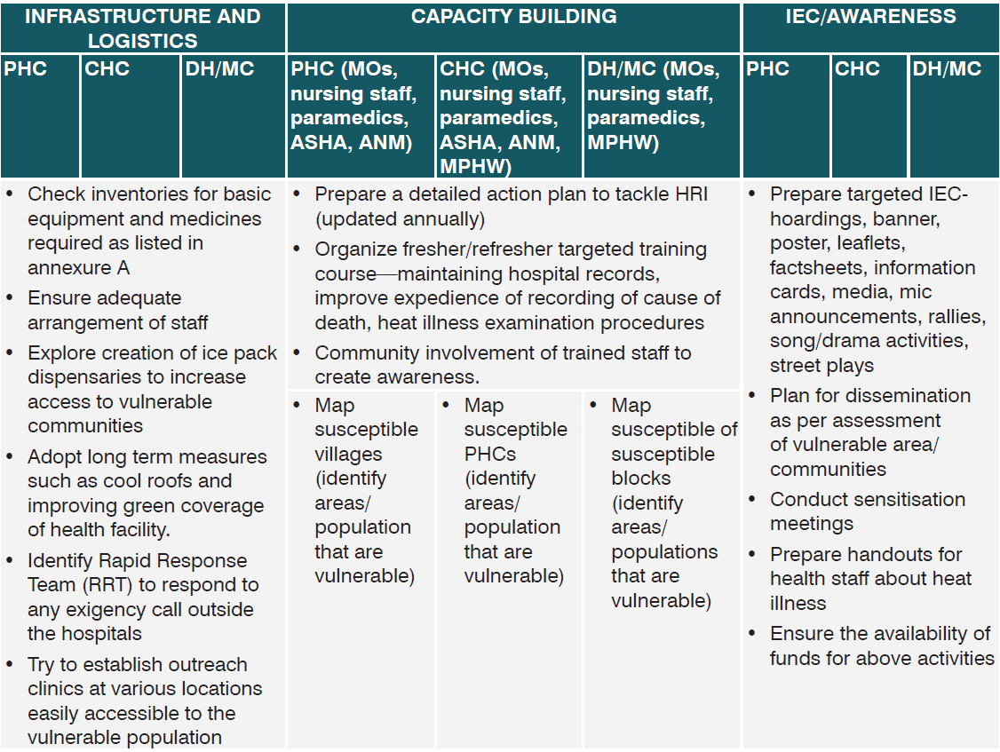 INFRASTRUCTURE AND
LOGISTICS
CAPACITY BUILDING
IEC/AWARENESS
PHC
CHC
DH/MC
PHC (MOs,
nursing staff,
paramedics,
ASHA, ANM)
CHC (MOs,
nursing staff,
paramedics,
ASHA, ANM,
MPHW)
DH/MC (MOs,
nursing staff,
paramedics,
MPHW)
PHC
CHC
DH/MC
• Check inventories for basic
equipment and medicines
required as listed in
annexure A
• Ensure adequate
arrangement of staff
• Explore creation of ice pack
dispensaries to increase
access to vulnerable
communities
• Adopt long term measures
such as cool roofs and
improving green coverage
of health facility.
• Identify Rapid Response
Team (RRT) to respond to
any exigency call outside
the hospitals
• Try to establish outreach
clinics at various locations
easily accessible to the
vulnerable population
• Prepare a detailed action plan to tackle HRI
(updated annually)
• Organize fresher/refresher targeted training
course—maintaining hospital records,
improve expedience of recording of cause of
death, heat illness examination procedures
• Community involvement of trained staff to
create awareness.
• Map
susceptible
villages
(identify
areas/
population
that are
vulnerable)
• Map
susceptible
PHCs
(identify
areas/
population
that are
vulnerable)
• Map
susceptible of
susceptible
blocks
(identify
areas/
populations
that are
vulnerable)
• Prepare targeted IEC-
hoardings, banner,
poster, leaflets,
factsheets, information
cards, media, mic
announcements, rallies,
song/drama activities,
street plays
• Plan for dissemination
as per assessment
of vulnerable area/
communities
• Conduct sensitisation
meetings
• Prepare handouts for
health staff about heat
illness
• Ensure the availability of
funds for above activities